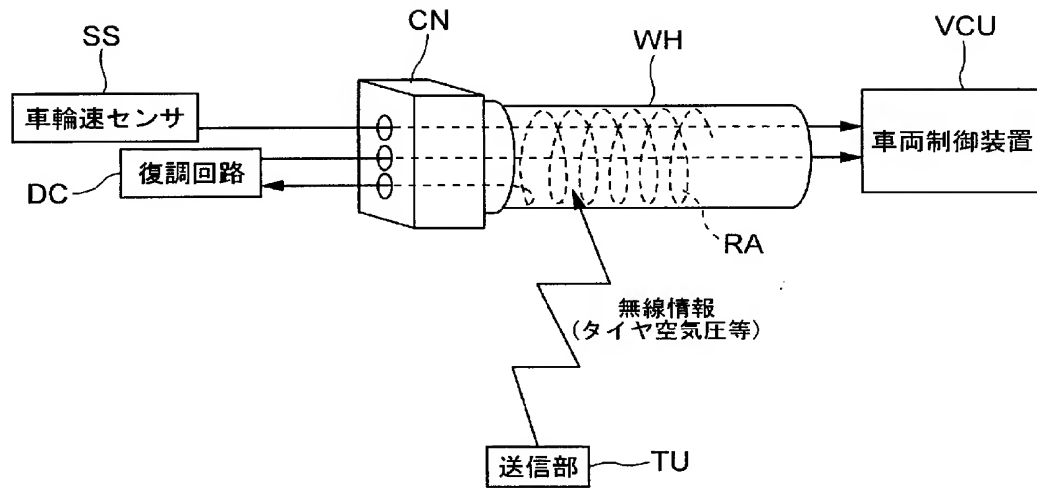 SS
CN
WH
VCU
車輪速センサ
復調回路
DC
車両制御装置
RA
無線情報
(タイヤ空気圧等)
送信部
TU